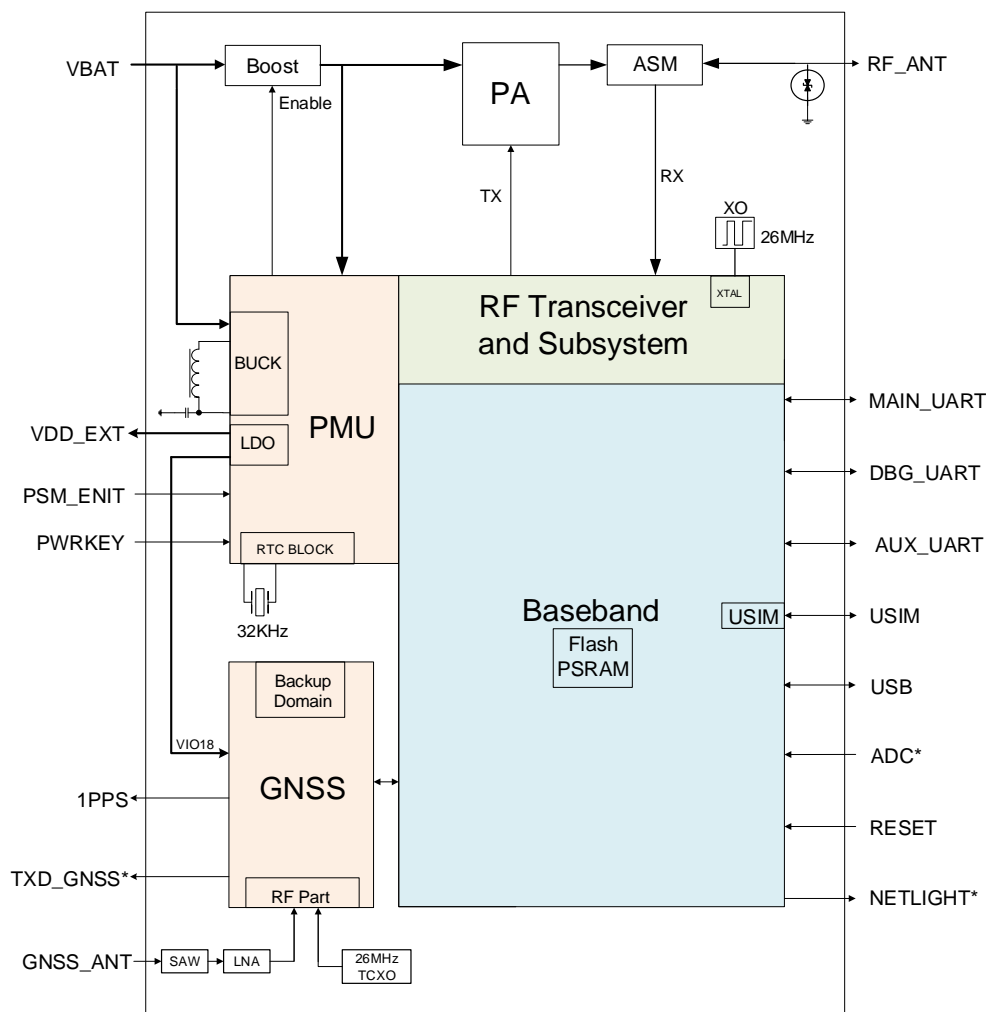 VBAT
Boost
ASM
RF_ANT
PA
Enable
TX
RX
XO
26MHz
XTAL
RF Transceiver
and Subsystem
BUCK
PMU
MAIN_UART
VDD_EXT
LDO
DBG_UART
PSM_ENIT
PWRKEY
RTC BLOCK
AUX_UART
32KHz
Baseband
USIM
USIM
Flash
PSRAM
Backup
Domain
USB
VIO18
ADC*
GNSS
1PPS
RESET
TXD_GNSS*
RF Part
NETLIGHT*
GNSS_ANT
SAW
LNA
26MHz
TCXO